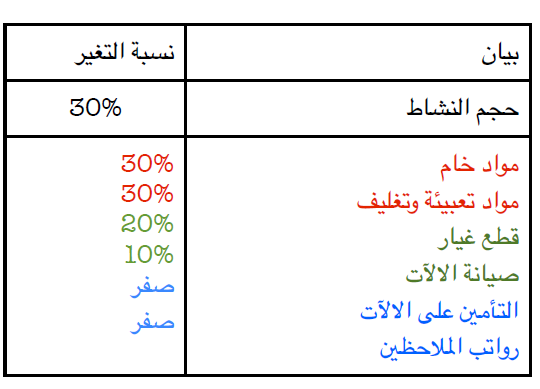 بيان نسبة التغير
حجم النشاط 30%
مواد خام 30%
مواد تعبيئة وتغليف 30%
قطع غيار 20%
صيانة الالآت 10%
التأمين على الالآت صفر
رواتب الملاحظين صفر